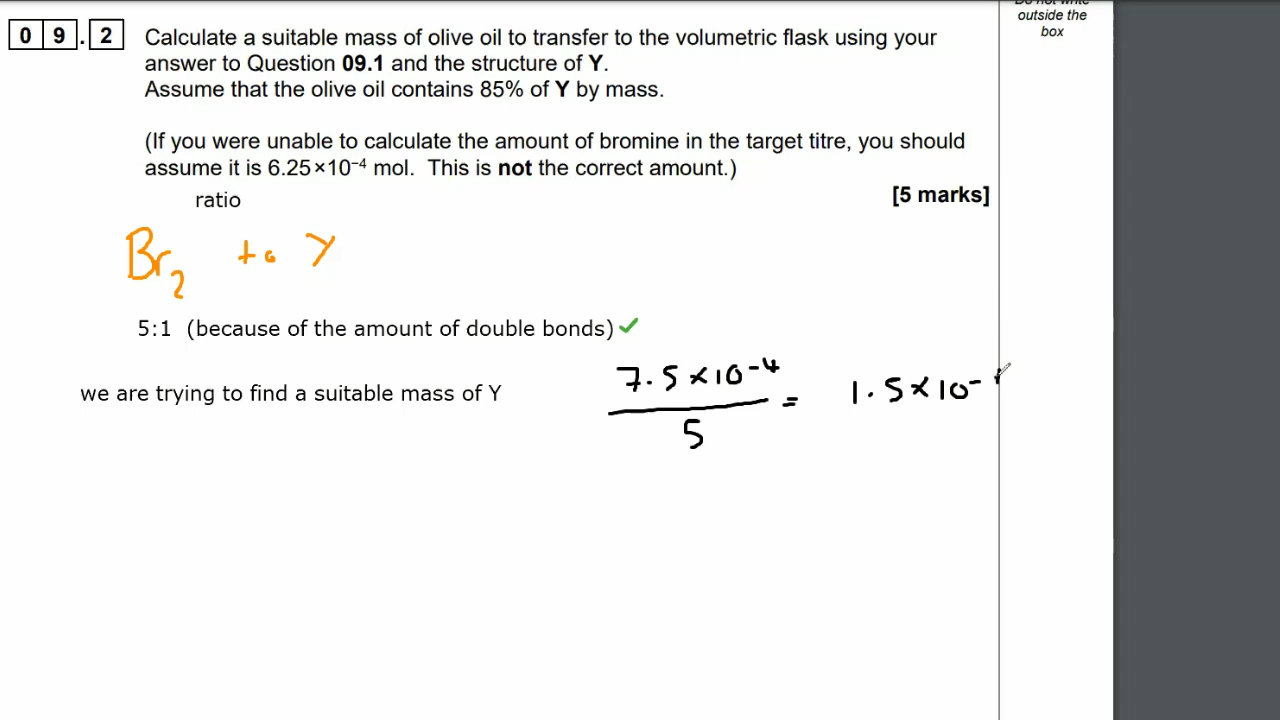 Do not write
outside the
box
09.2 Calculate a suitable mass of olive oil to transfer to the volumetric flask using your
answer to Question 09.1 and the structure of Y.
Assume that the olive oil contains 85% of Y by mass.
(If you were unable to calculate the amount of bromine in the target titre, you should
assume it is 6.25×10⁻⁴ mol. This is not the correct amount.)
[5 marks]
ratio
Br₂ to Y
5:1 (because of the amount of double bonds)
we are trying to find a suitable mass of Y
7.5×10⁻⁴
5
= 1.5×10⁻